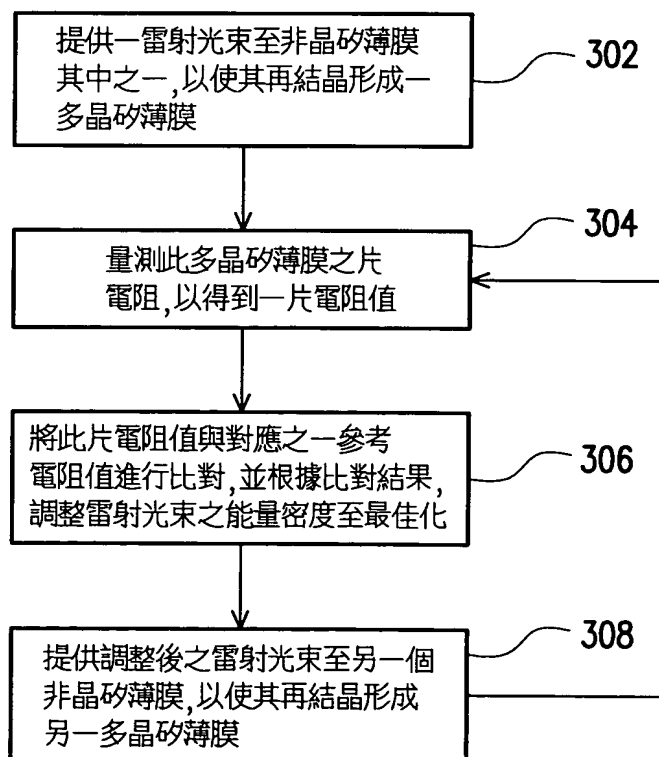 提供一雷射光束至非晶矽薄膜
其中之一,以使其再結晶形成一
多晶矽薄膜
302
304
量測此多晶矽薄膜之片
電阻,以得到一片電阻值
將此片電阻值與對應之一參考
電阻值進行比對,並根據比對結果,
調整雷射光束之能量密度至最佳化
306
308
提供調整後之雷射光束至另一個
非晶矽薄膜,以使其再結晶形成
另一多晶矽薄膜